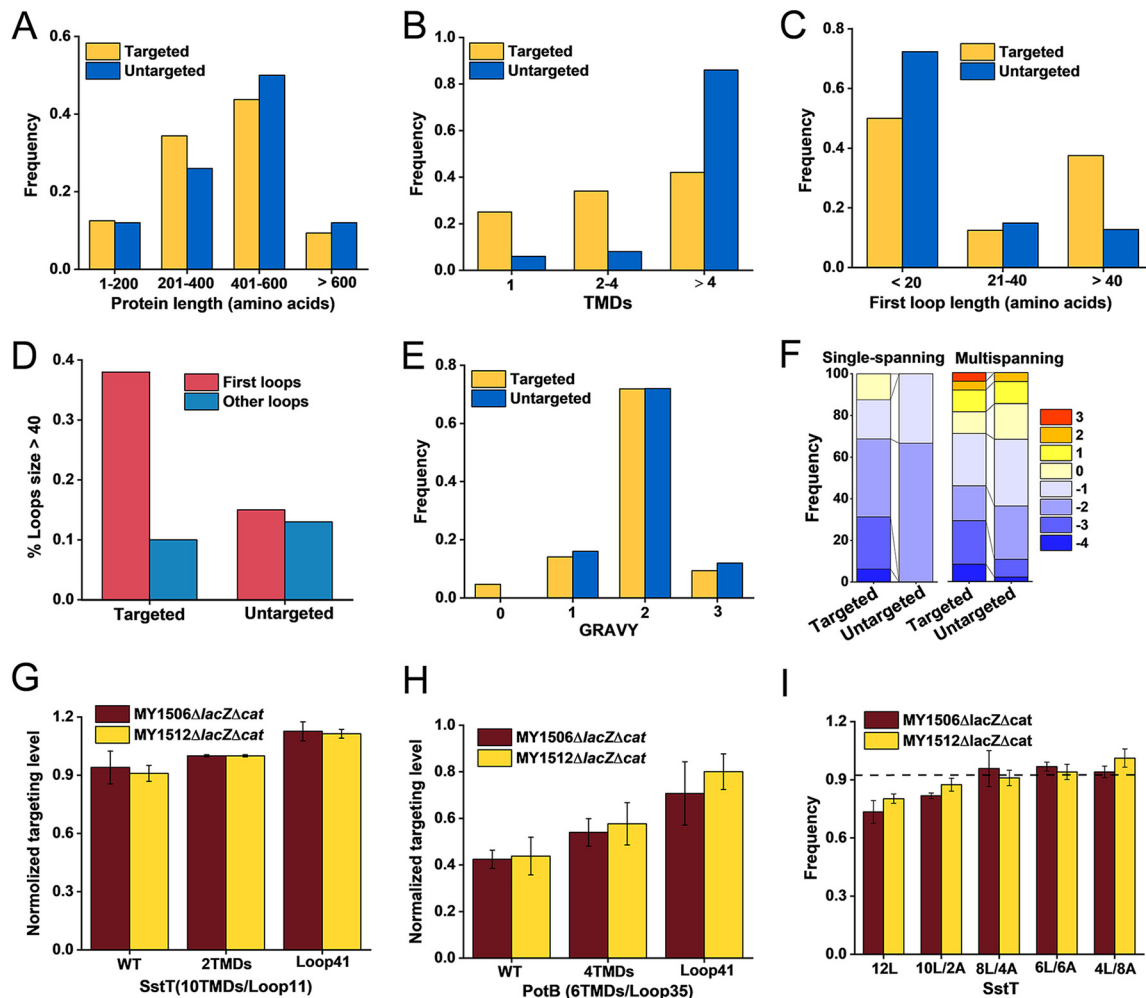 A
Frequency
0.6
0.4
0.2
0.0
Targeted
Untargeted
1-200 201-400 401-600 > 600
Protein length (amino acids)
B
Frequency
1.0
0.8
0.6
0.4
0.2
0.0
Targeted
Untargeted
1 2-4 > 4
TMDs
C
Frequency
0.8
0.6
0.4
0.2
0.0
Targeted
Untargeted
< 20 21-40 > 40
First loop length (amino acids)
D
% Loops size > 40
0.4
0.3
0.2
0.1
0.0
First loops
Other loops
Targeted Untargeted
E
Frequency
0.8
0.6
0.4
0.2
0.0
Targeted
Untargeted
0 1 2 3
GRAVY
F
Single-spanning Multispanning
Frequency
100
80
60
40
20
0
3
2
1
0
-1
-2
-3
-4
Targeted
Untargeted
Targeted
Untargeted
G
Normolized targeting level
1.2
0.9
0.6
0.3
0.0
MY1506ΔlacZΔcat
MY1512ΔlacZΔcat
WT 2TMDs Loop41
SstT(10TMDs/Loop11)
H
Normalized targeting level
1.0
0.8
0.6
0.4
0.2
0.0
MY1506ΔlacZΔcat
MY1512ΔlacZΔcat
WT 4TMDs Loop41
PotB (6TMDs/Loop35)
I
Frequency
1.2
0.9
0.6
0.3
0.0
MY1506ΔlacZΔcat
MY1512ΔlacZΔcat
12L 10L/2A 8L/4A 6L/6A 4L/8A
SstT